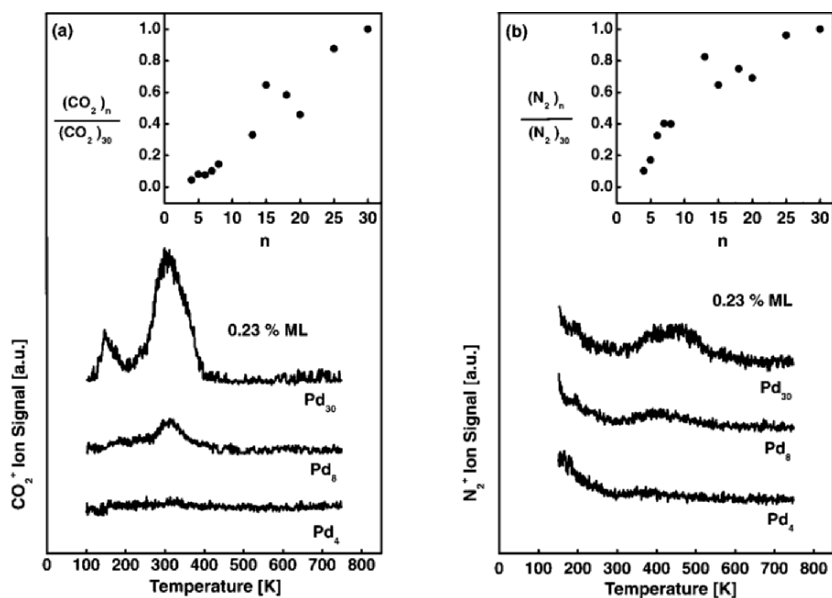 (a)
1.0
0.8
0.6
0.4
0.2
0.0
(CO2)n
(CO2)30
0 5 10 15 20 25 30
n
CO2+ Ion Signal [a.u.]
0.23 % ML
Pd30
Pd8
Pd4
100 200 300 400 500 600 700 800
Temperature [K]
(b)
1.0
0.8
0.6
0.4
0.2
0.0
(N2)n
(N2)30
0 5 10 15 20 25 30
n
N2+ Ion Signal [a.u.]
0.23 % ML
Pd30
Pd8
Pd4
100 200 300 400 500 600 700 800
Temperature [K]